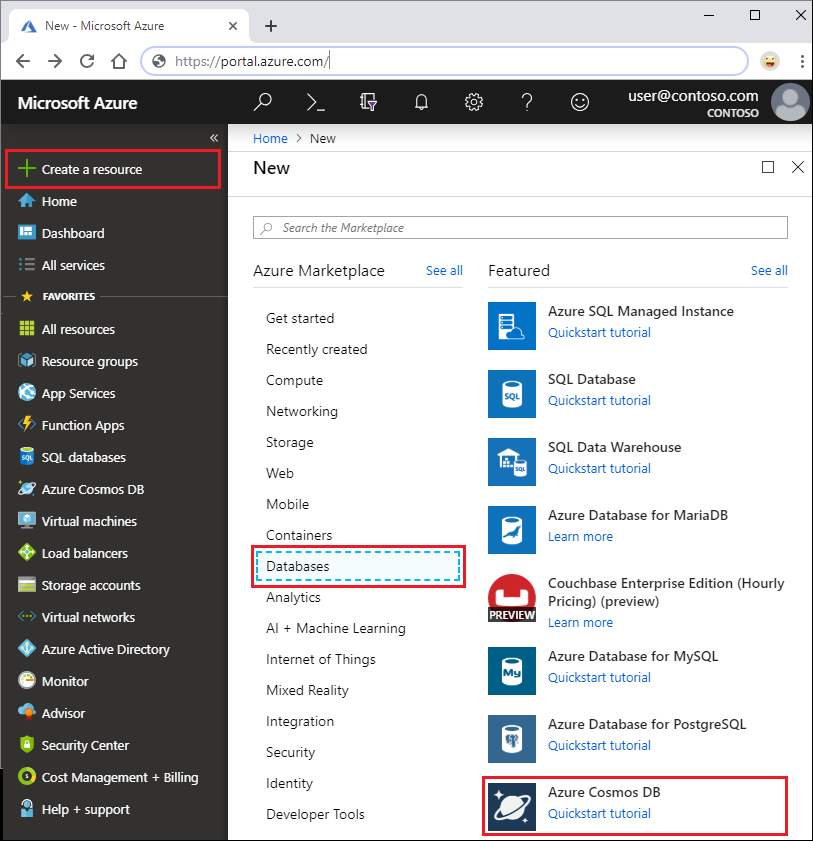 New - Microsoft Azure
https://portal.azure.com/
Microsoft Azure
user@contoso.com
CONTOSO
Create a resource
Home
Dashboard
All services
FAVORITES
All resources
Resource groups
App Services
Function Apps
SQL
SQL databases
Azure Cosmos DB
Virtual machines
Load balancers
Storage accounts
Virtual networks
Azure Active Directory
Monitor
Advisor
Security Center
Cost Management + Billing
Help + support
Home > New
New
Search the Marketplace
Azure Marketplace See all
Get started
Recently created
Compute
Networking
Storage
Web
Mobile
Containers
Databases
Analytics
AI + Machine Learning
Internet of Things
Mixed Reality
Integration
Security
Identity
Developer Tools
Featured See all
Azure SQL Managed Instance
Quickstart tutorial
SQL
SQL Database
Quickstart tutorial
SQL
SQL Data Warehouse
Quickstart tutorial
Azure Database for MariaDB
Learn more
PREVIEW
Couchbase Enterprise Edition (Hourly
Pricing) (preview)
Learn more
My
Azure Database for MySQL
Quickstart tutorial
Azure Database for PostgreSQL
Quickstart tutorial
Azure Cosmos DB
Quickstart tutorial